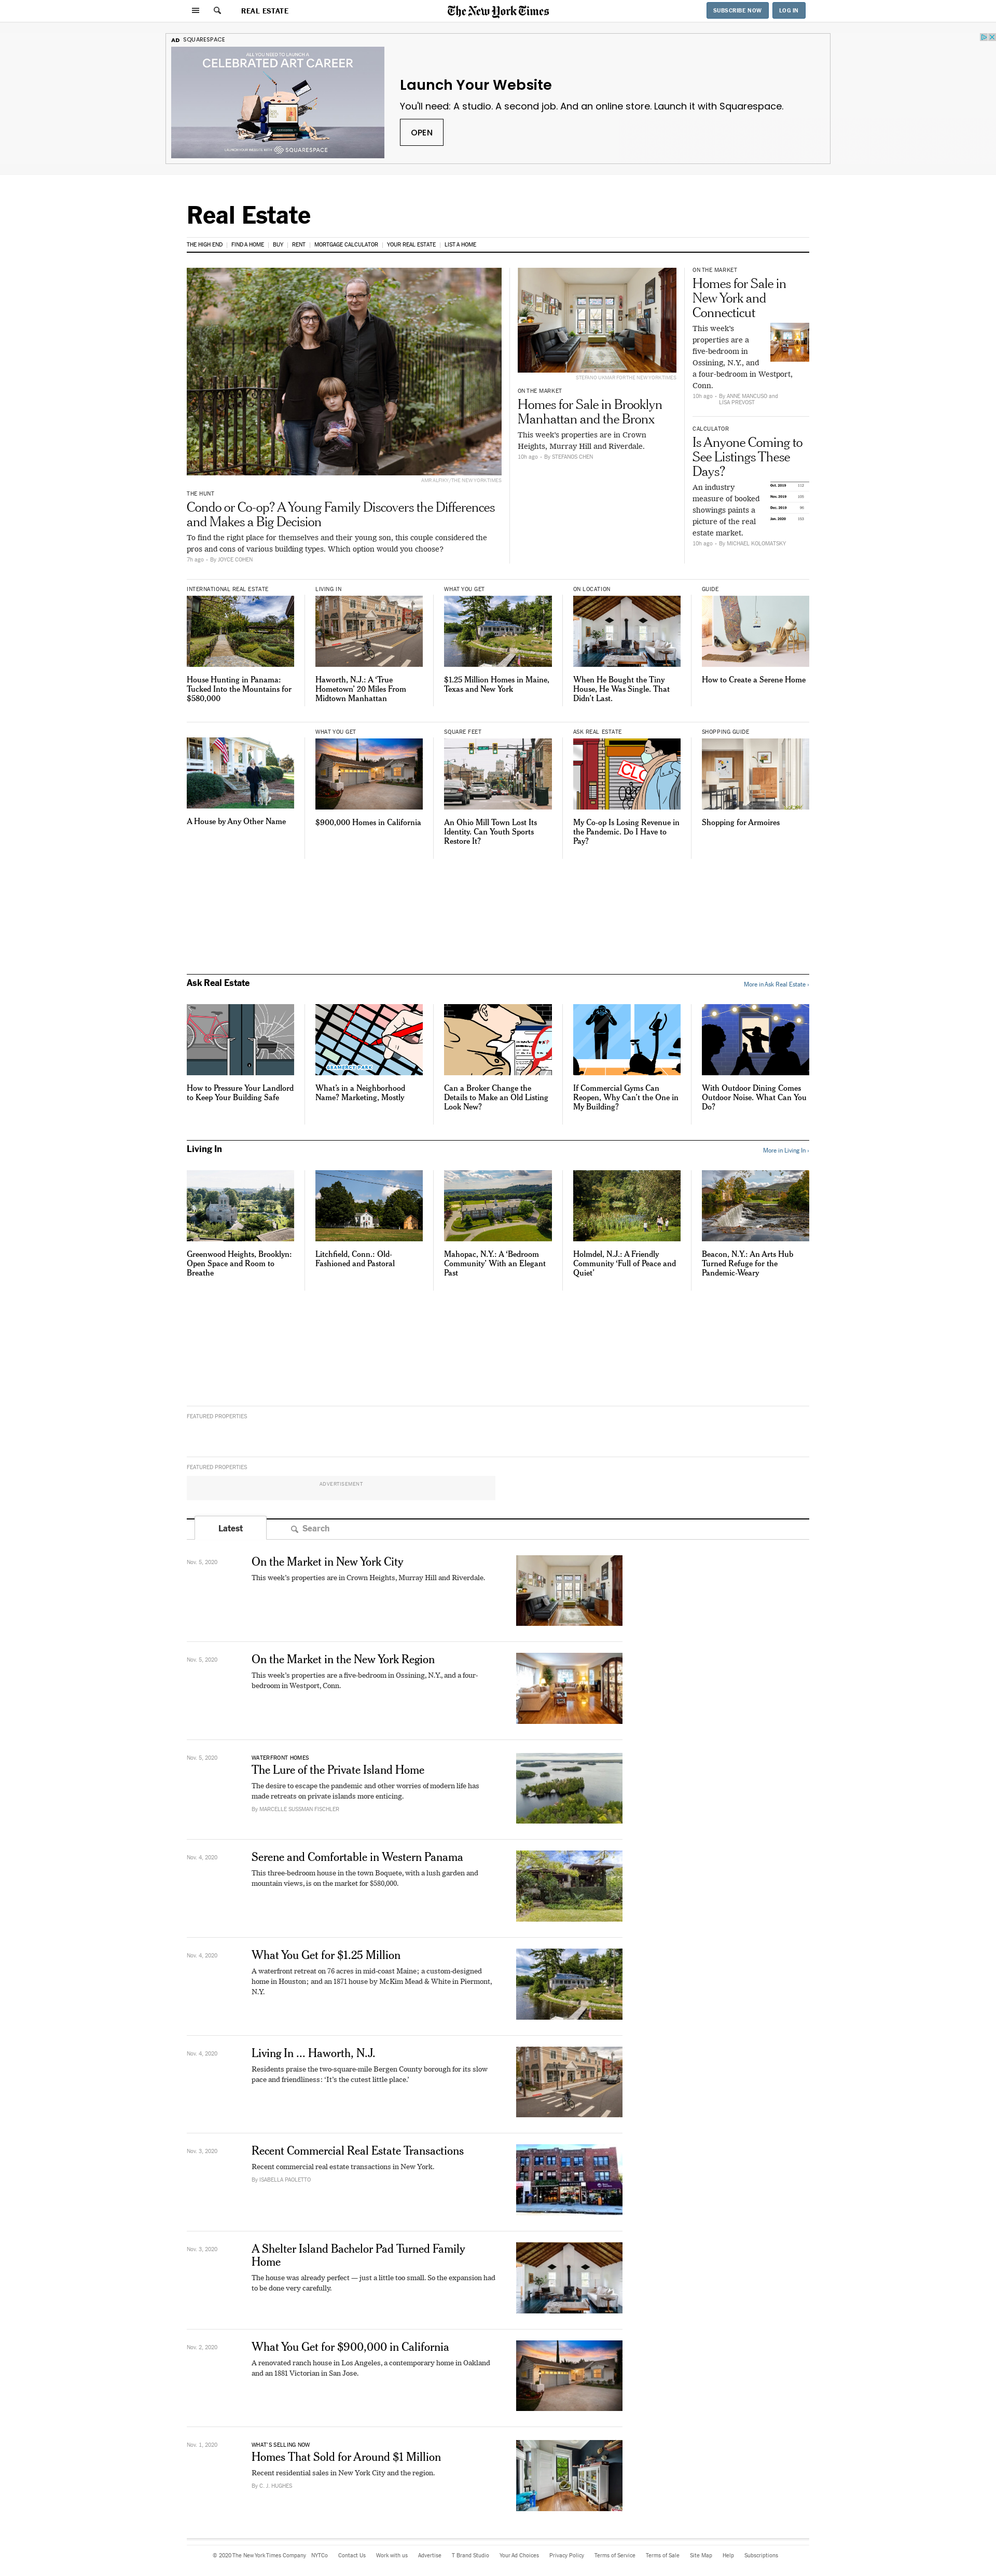 REAL ESTATE
The New York Times
SUBSCRIBE NOW
LOG IN
AD SQUARESPACE
ALL YOU NEED TO LAUNCH A
CELEBRATED ART CAREER
LAUNCH YOUR WEBSITE WITH SQUARESPACE
Launch Your Website
You'll need: A studio. A second job. And an online store. Launch it with Squarespace.
OPEN
Real Estate
THE HIGH END
FIND A HOME
BUY
RENT
MORTGAGE CALCULATOR
YOUR REAL ESTATE
LIST A HOME
AMR ALFIKY/THE NEW YORK TIMES
THE HUNT
Condo or Co-op? A Young Family Discovers the Differences
and Makes a Big Decision
To find the right place for themselves and their young son, this couple considered the
pros and cons of various building types. Which option would you choose?
7h ago – By JOYCE COHEN
ON THE MARKET
Homes for Sale in Brooklyn
Manhattan and the Bronx
This week's properties are in Crown
Heights, Murray Hill and Riverdale.
10h ago – By STEFANOS CHEN
ON THE MARKET
Homes for Sale in
New York and
Connecticut
This week's
properties are a
five-bedroom in
Ossining, N.Y., and
a four-bedroom in Westport,
Conn.
10h ago – By ANNE MANCUSO and
LISA PREVOST
CALCULATOR
Is Anyone Coming to
See Listings These
Days?
An industry
measure of booked
showings paints a
picture of the real
estate market.
Oct. 2019
Nov. 2019
Dec. 2019
Jan. 2020
10h ago – By MICHAEL KOLOMATSKY
INTERNATIONAL REAL ESTATE
House Hunting in Panama:
Tucked Into the Mountains for
$580,000
LIVING IN
Haworth, N.J.: A 'True
Hometown' 20 Miles From
Midtown Manhattan
WHAT YOU GET
$1.25 Million Homes in Maine,
Texas and New York
ON LOCATION
When He Bought the Tiny
House, He Was Single. That
Didn't Last.
GUIDE
How to Create a Serene Home
A House by Any Other Name
WHAT YOU GET
$900,000 Homes in California
SQUARE FEET
An Ohio Mill Town Lost Its
Identity. Can Youth Sports
Restore It?
ASK REAL ESTATE
CLO
My Co-op Is Losing Revenue in
the Pandemic. Do I Have to
Pay?
SHOPPING GUIDE
Shopping for Armoires
Ask Real Estate
More in Ask Real Estate ›
How to Pressure Your Landlord
to Keep Your Building Safe
GRAMERCY PARK
What's in a Neighborhood
Name? Marketing, Mostly
Can a Broker Change the
Details to Make an Old Listing
Look New?
If Commercial Gyms Can
Reopen, Why Can't the One in
My Building?
With Outdoor Dining Comes
Outdoor Noise. What Can You
Do?
Living In
More in Living In ›
Greenwood Heights, Brooklyn:
Open Space and Room to
Breathe
Litchfield, Conn.: Old-
Fashioned and Pastoral
Mahopac, N.Y.: A 'Bedroom
Community' With an Elegant
Past
Holmdel, N.J.: A Friendly
Community 'Full of Peace and
Quiet'
Beacon, N.Y.: An Arts Hub
Turned Refuge for the
Pandemic-Weary
FEATURED PROPERTIES
FEATURED PROPERTIES
ADVERTISEMENT
Latest
Search
Nov. 5, 2020
On the Market in New York City
This week's properties are in Crown Heights, Murray Hill and Riverdale.
Nov. 5, 2020
On the Market in the New York Region
This week's properties are a five-bedroom in Ossining, N.Y., and a four-
bedroom in Westport, Conn.
Nov. 5, 2020
WATERFRONT HOMES
The Lure of the Private Island Home
The desire to escape the pandemic and other worries of modern life has
made retreats on private islands more enticing.
By MARCELLE SUSSMAN FISCHLER
Nov. 4, 2020
Serene and Comfortable in Western Panama
This three-bedroom house in the town Boquete, with a lush garden and
mountain views, is on the market for $580,000.
Nov. 4, 2020
What You Get for $1.25 Million
A waterfront retreat on 76 acres in mid-coast Maine; a custom-designed
home in Houston; and an 1871 house by McKim Mead & White in Piermont,
N.Y.
Nov. 4, 2020
Living In ... Haworth, N.J.
Residents praise the two-square-mile Bergen County borough for its slow
pace and friendliness: 'It's the cutest little place.'
Nov. 3, 2020
Recent Commercial Real Estate Transactions
Recent commercial real estate transactions in New York.
By ISABELLA PAOLETTO
Nov. 3, 2020
A Shelter Island Bachelor Pad Turned Family
Home
The house was already perfect — just a little too small. So the expansion had
to be done very carefully.
Nov. 2, 2020
What You Get for $900,000 in California
A renovated ranch house in Los Angeles, a contemporary home in Oakland
and an 1881 Victorian in San Jose.
Nov. 1, 2020
WHAT'S SELLING NOW
Homes That Sold for Around $1 Million
Recent residential sales in New York City and the region.
By C. J. HUGHES
© 2020 The New York Times Company
NYTCo
Contact Us
Work with us
Advertise
T Brand Studio
Your Ad Choices
Privacy Policy
Terms of Service
Terms of Sale
Site Map
Help
Subscriptions